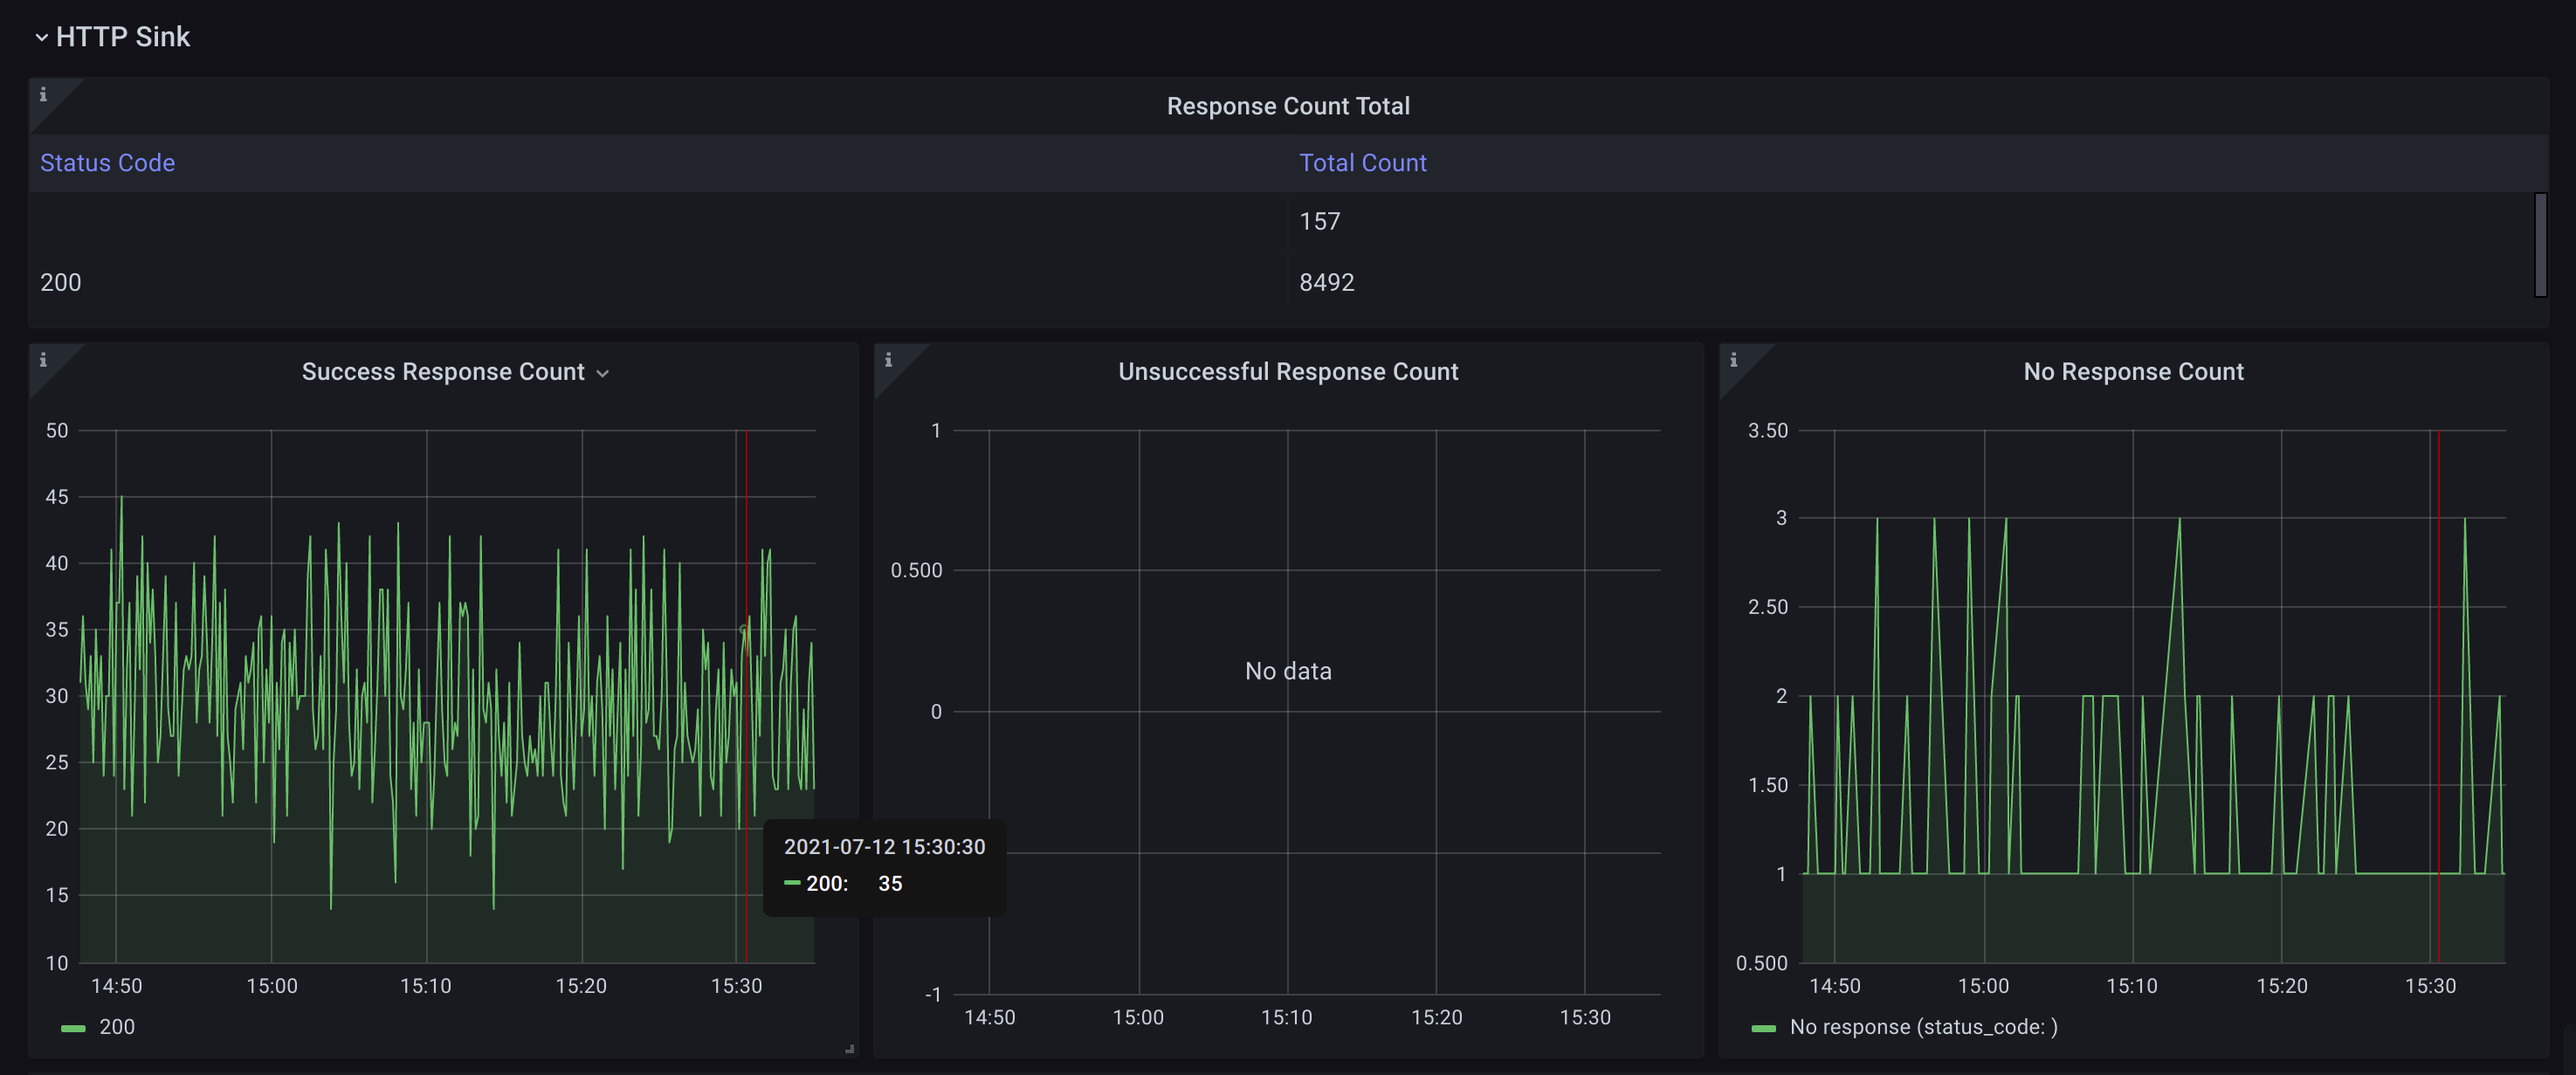 HTTP Sink
Response Count Total
Status Code Total Count
157
200 8492
Success Response Count
50
45
40
35
30
25
20
15
10
14:50 15:00 15:10 15:20 15:30
200
2021-07-12 15:30:30
200: 35
Unsuccessful Response Count
1
0.500
0
-1
No data
14:50 15:00 15:10 15:20 15:30
No Response Count
3.50
3
2.50
2
1.50
1
0.500
14:50 15:00 15:10 15:20 15:30
No response (status_code: )